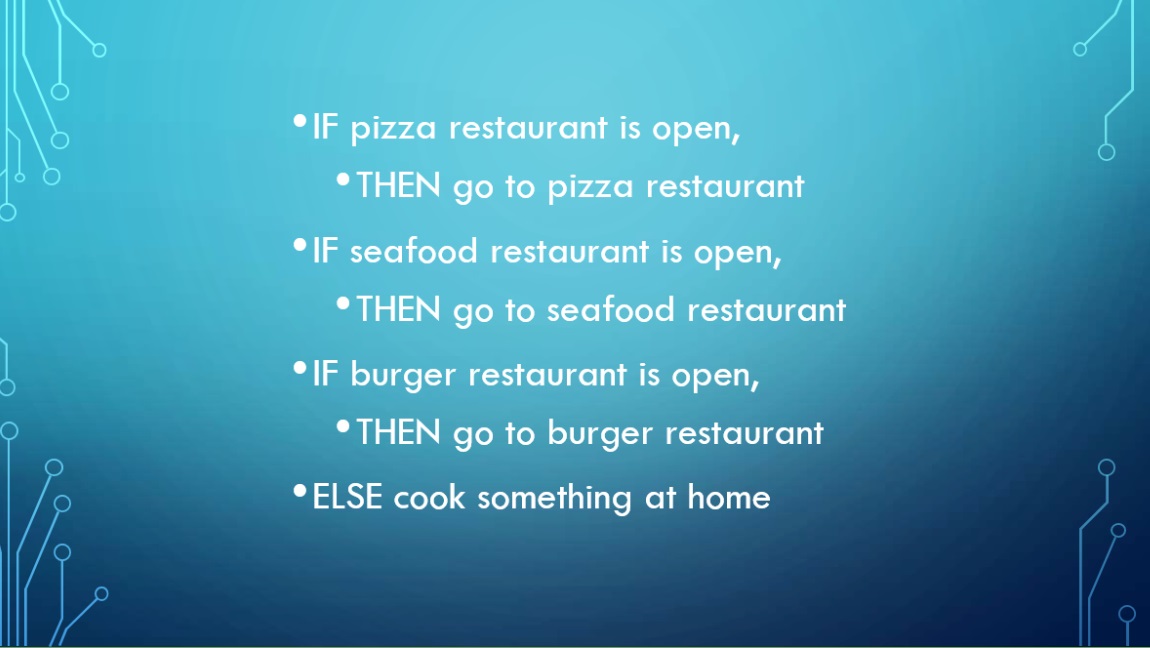 •IF pizza restaurant is open,
•THEN go to pizza restaurant
•IF seafood restaurant is open,
•THEN go to seafood restaurant
•IF burger restaurant is open,
•THEN go to burger restaurant
•ELSE cook something at home